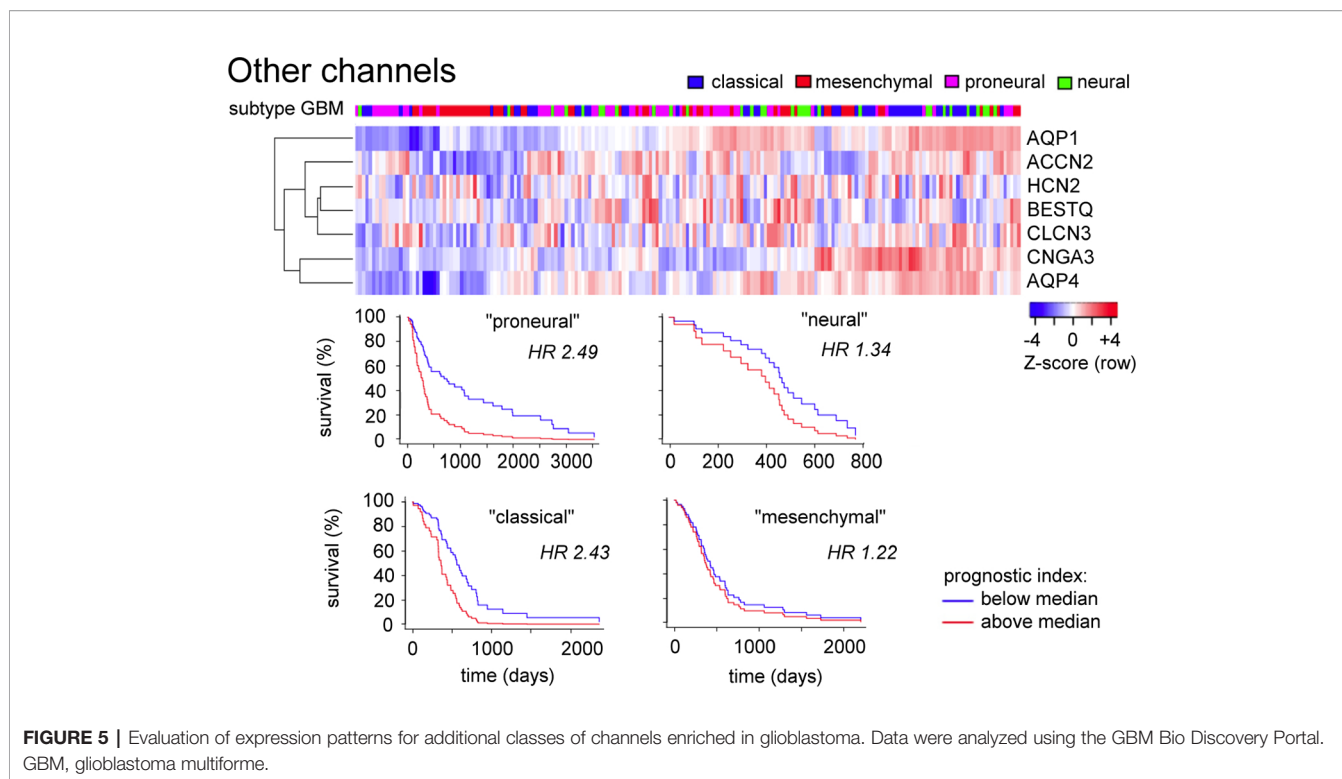 Other channels
classical mesenchymal proneural neural
subtype GBM
AQP1
ACCN2
HCN2
BESTQ
CLCN3
CNGA3
AQP4
-4 0 +4
Z-score (row)
"proneural"
HR 2.49
survival (%)
100
80
60
40
20
0
0 1000 2000 3000
"neural"
HR 1.34
0 200 400 600 800
"classical"
HR 2.43
survival (%)
100
80
60
40
20
0
0 1000 2000
time (days)
"mesenchymal"
HR 1.22
0 1000 2000
time (days)
prognostic index:
below median
above median
FIGURE 5 | Evaluation of expression patterns for additional classes of channels enriched in glioblastoma. Data were analyzed using the GBM Bio Discovery Portal.
GBM, glioblastoma multiforme.